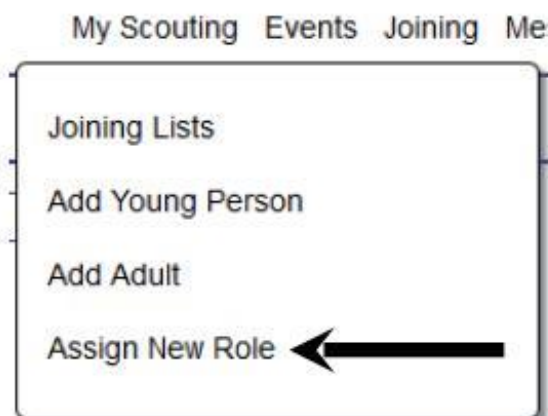 My Scouting Events Joining
Joining Lists
Add Young Person
Add Adult
Assign New Role